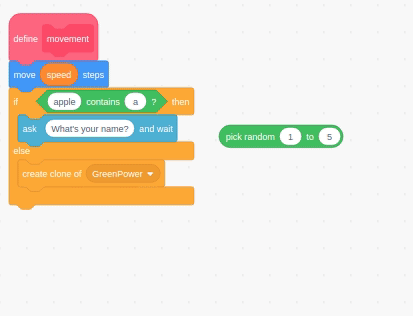 define movement
move speed steps
if apple contains a ? then
ask What's your name? and wait
pick random 1 to 5
else
create clone of GreenPower